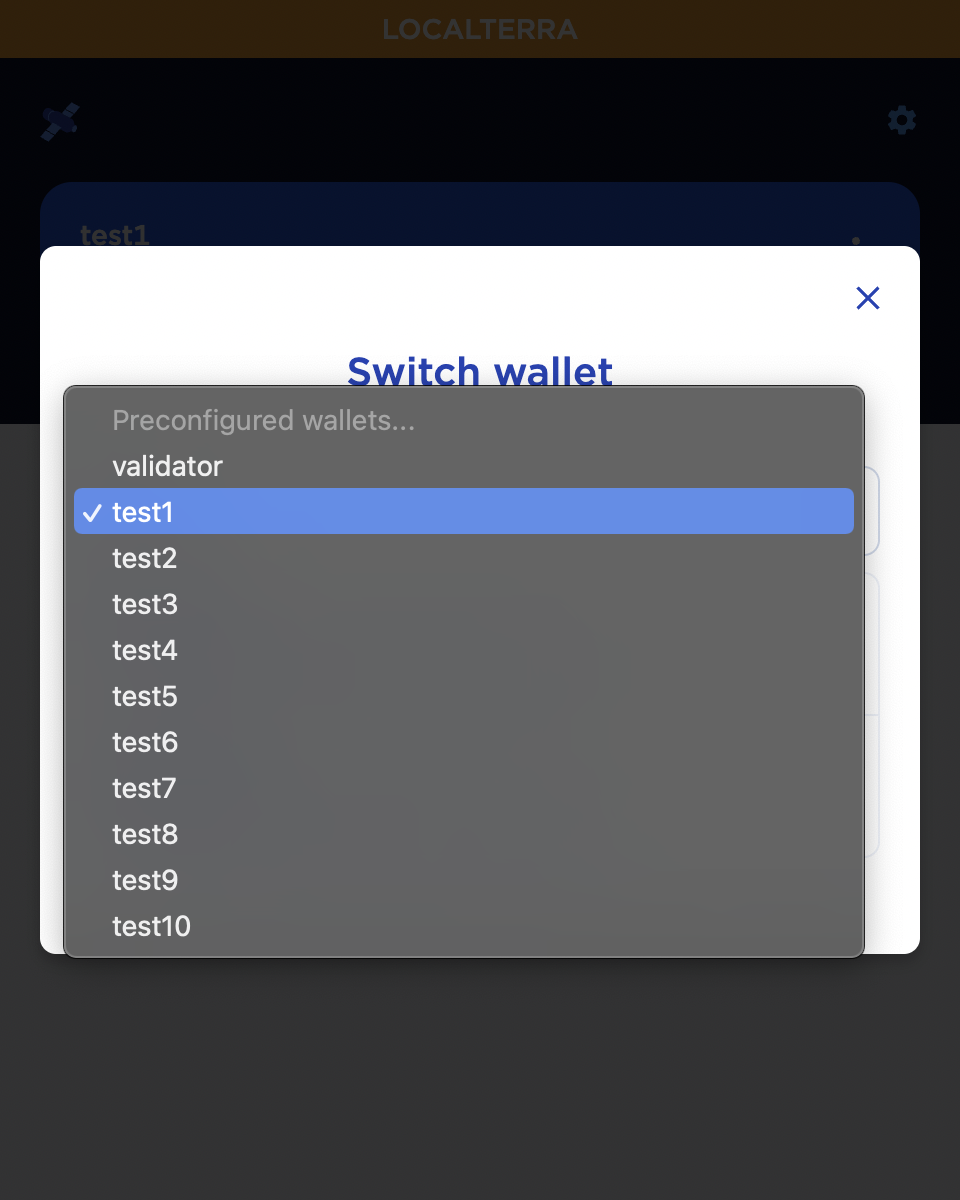 LOCALTERRA
test1
Switch wallet
Preconfigured wallets...
validator
✓ test1
test2
test3
test4
test5
test6
test7
test8
test9
test10